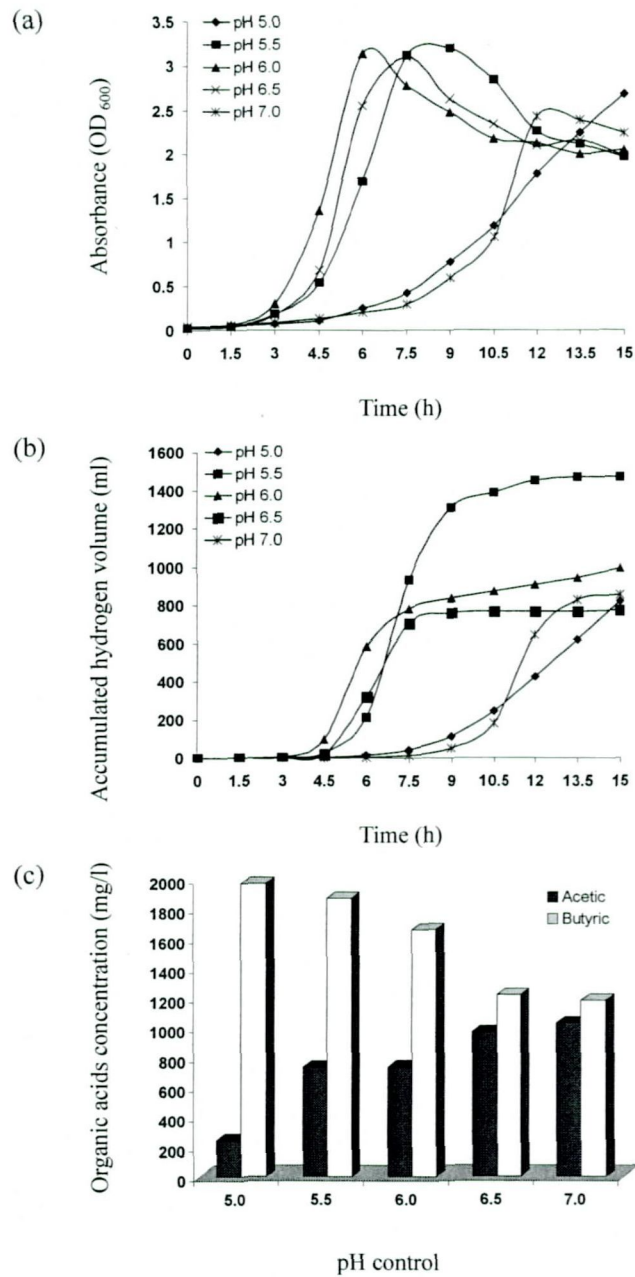 (a)
Absorbance (OD 600)
3.5
3
2.5
2
1.5
1
0.5
0
pH 5.0
pH 5.5
pH 6.0
pH 6.5
pH 7.0
0 1.5 3 4.5 6 7.5 9 10.5 12 13.5 15
Time (h)
(b)
Accumulated hydrogen volume (ml)
1600
1400
1200
1000
800
600
400
200
0
pH 5.0
pH 5.5
pH 6.0
pH 6.5
pH 7.0
0 1.5 3 4.5 6 7.5 9 10.5 12 13.5 15
Time (h)
(c)
Organic acids concentration (mg/l)
2000
1800
1600
1400
1200
1000
800
600
400
200
0
Acetic
Butyric
5.0 5.5 6.0 6.5 7.0
pH control